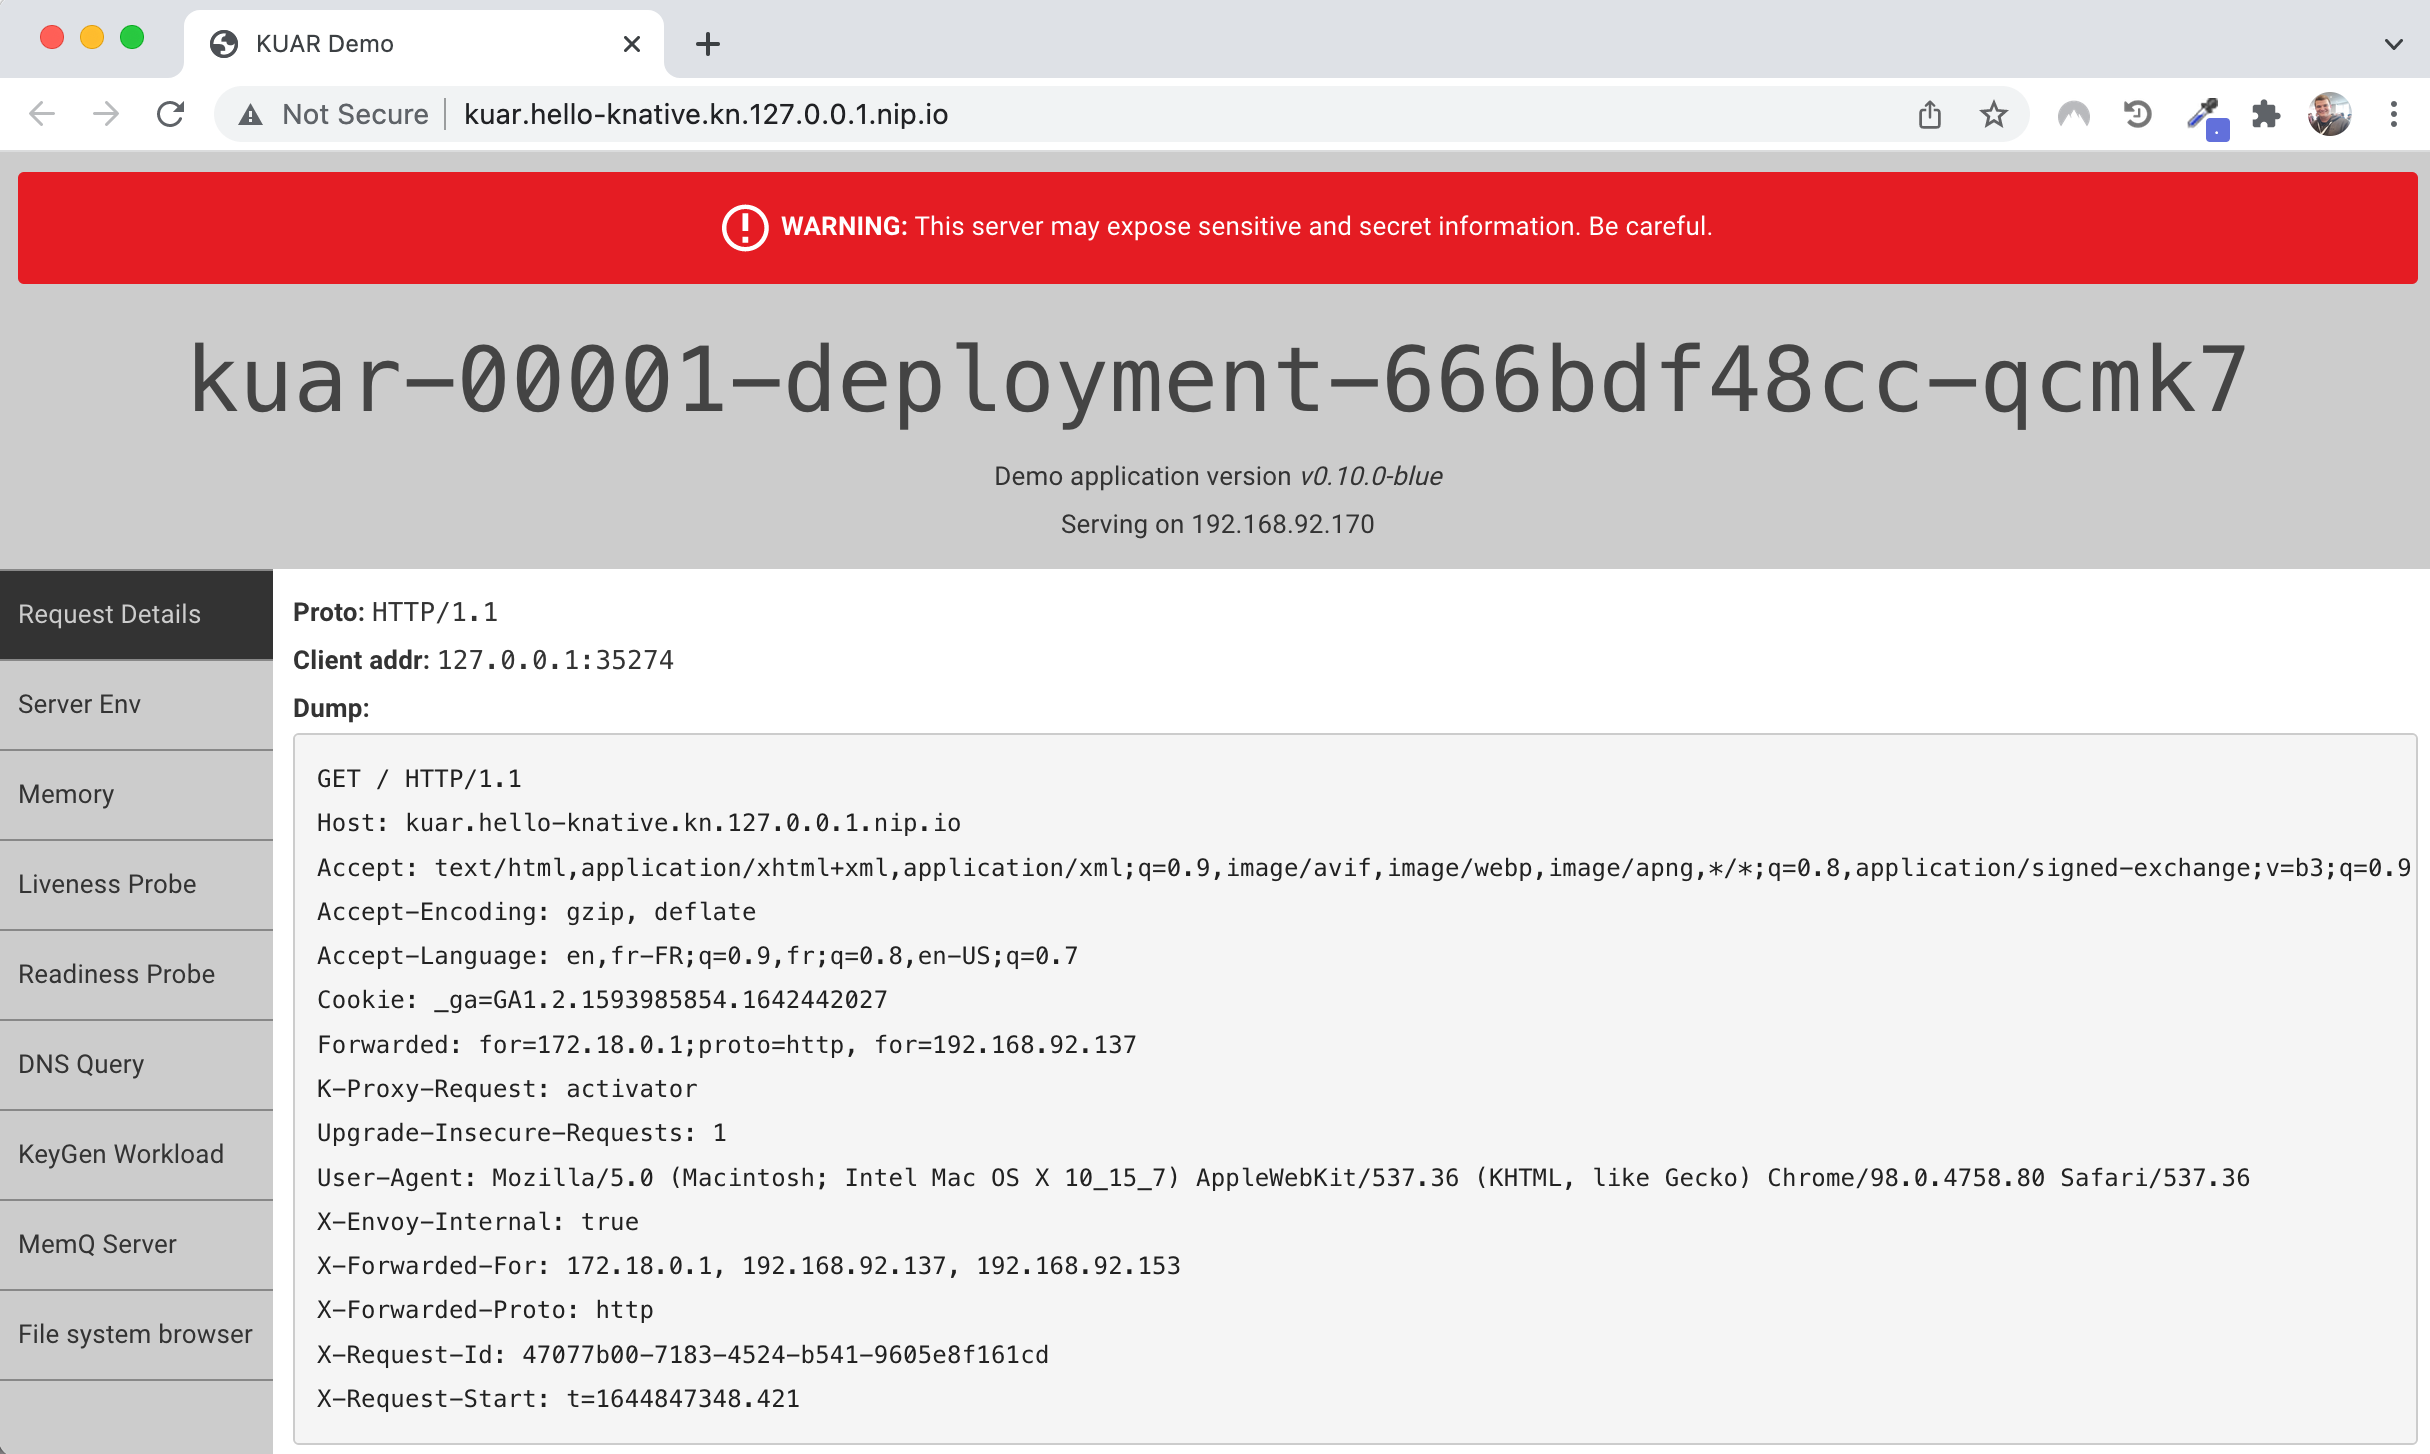 KUAR Demo
Not Secure kuar.hello-knative.kn.127.0.0.1.nip.io
WARNING: This server may expose sensitive and secret information. Be careful.
kuar-00001-deployment-666bdf48cc-qcmk7
Demo application version v0.10.0-blue
Serving on 192.168.92.170
Request Details
Server Env
Memory
Liveness Probe
Readiness Probe
DNS Query
KeyGen Workload
MemQ Server
File system browser
Proto: HTTP/1.1
Client addr: 127.0.0.1:35274
Dump:
GET / HTTP/1.1
Host: kuar.hello-knative.kn.127.0.0.1.nip.io
Accept: text/html,application/xhtml+xml,application/xml;q=0.9,image/avif,image/webp,image/apng,*/*;q=0.8,application/signed-exchange;v=b3;q=0.9
Accept-Encoding: gzip, deflate
Accept-Language: en,fr-FR;q=0.9,fr;q=0.8,en-US;q=0.7
Cookie: _ga=GA1.2.1593985854.1642442027
Forwarded: for=172.18.0.1;proto=http, for=192.168.92.137
K-Proxy-Request: activator
Upgrade-Insecure-Requests: 1
User-Agent: Mozilla/5.0 (Macintosh; Intel Mac OS X 10_15_7) AppleWebKit/537.36 (KHTML, like Gecko) Chrome/98.0.4758.80 Safari/537.36
X-Envoy-Internal: true
X-Forwarded-For: 172.18.0.1, 192.168.92.137, 192.168.92.153
X-Forwarded-Proto: http
X-Request-Id: 47077b00-7183-4524-b541-9605e8f161cd
X-Request-Start: t=1644847348.421